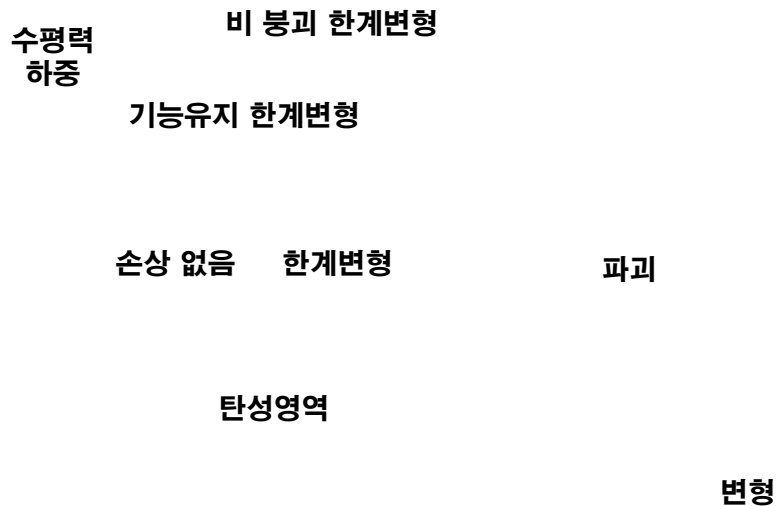 비 붕괴 한계변형
수평력
하중
기능유지 한계변형
손상 없음 한계변형
파괴
탄성영역
변형